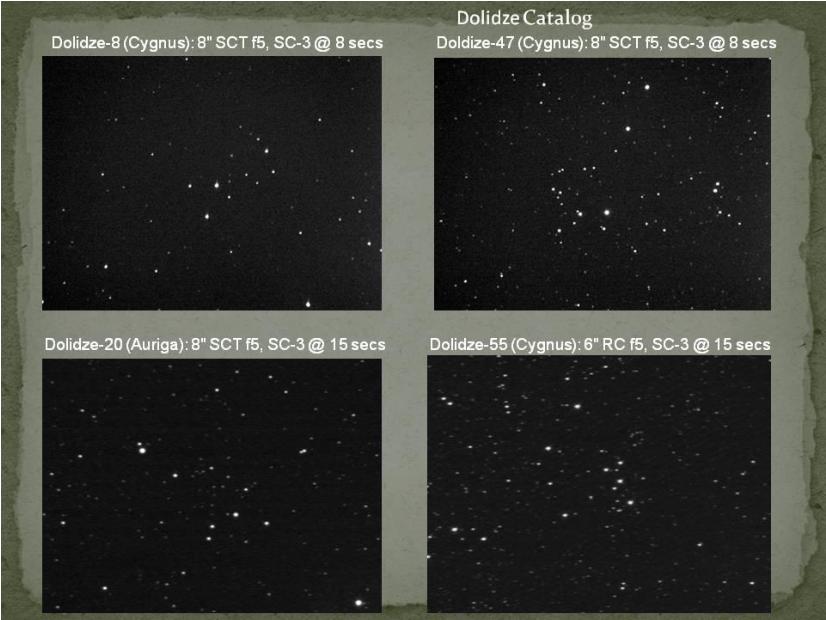 Dolidze Catalog
Dolidze-8 (Cygnus): 8" SCT f5, SC-3 @ 8 secs
Doldize-47 (Cygnus): 8" SCT f5, SC-3 @ 8 secs
Dolidze-20 (Auriga): 8" SCT f5, SC-3 @ 15 secs
Dolidze-55 (Cygnus): 6" RC f5, SC-3 @ 15 secs